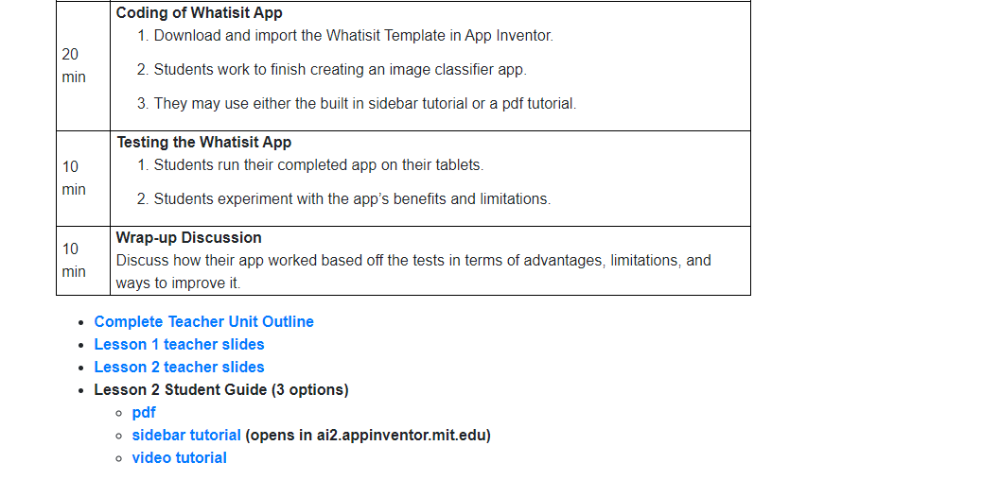 Coding of Whatisit App
20
min
1. Download and import the Whatisit Template in App Inventor.
2. Students work to finish creating an image classifier app.
3. They may use either the built in sidebar tutorial or a pdf tutorial.
Testing the Whatisit App
10
min
1. Students run their completed app on their tablets.
2. Students experiment with the app’s benefits and limitations.
Wrap-up Discussion
10
min
Discuss how their app worked based off the tests in terms of advantages, limitations, and
ways to improve it.
• Complete Teacher Unit Outline
• Lesson 1 teacher slides
• Lesson 2 teacher slides
• Lesson 2 Student Guide (3 options)
◦ pdf
◦ sidebar tutorial (opens in ai2.appinventor.mit.edu)
◦ video tutorial